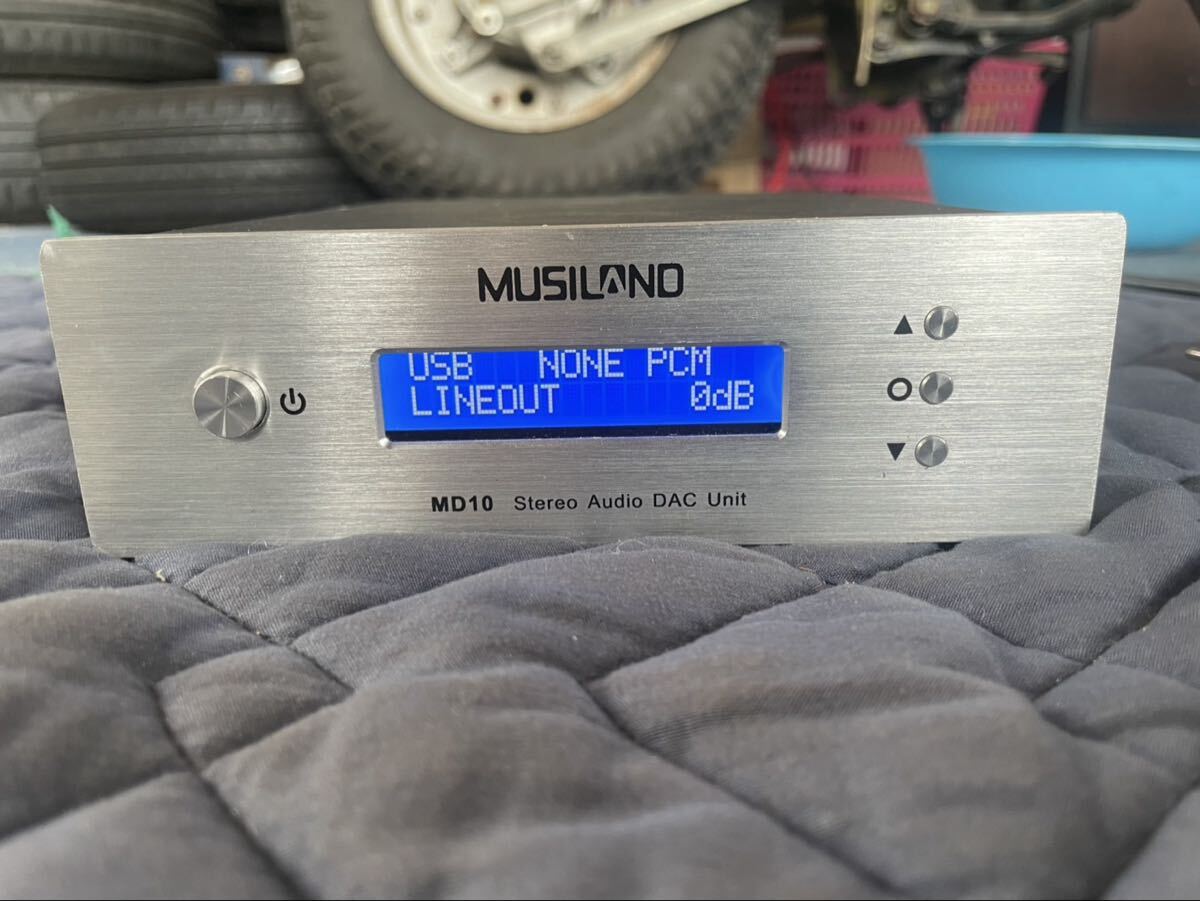 MUSILAND
USB NONE PCM
LINEOUT 0dB
MD10 Stereo Audio DAC Unit